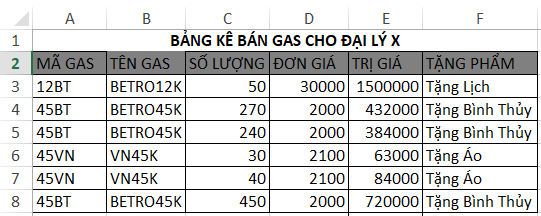 A B C D E F
1 BẢNG KÊ BÁN GAS CHO ĐẠI LÝ X
2 MÃ GAS TÊN GAS SỐ LƯỢNG ĐƠN GIÁ TRỊ GIÁ TẶNG PHẨM
3 12BT BETRO12K 50 30000 1500000 Tặng Lịch
4 45BT BETRO45K 270 2000 432000 Tặng Bình Thủy
5 45BT BETRO45K 240 2000 384000 Tặng Bình Thủy
6 45VN VN45K 30 2100 63000 Tặng Áo
7 45VN VN45K 40 2100 84000 Tặng Áo
8 45BT BETRO45K 450 2000 720000 Tặng Bình Thủy